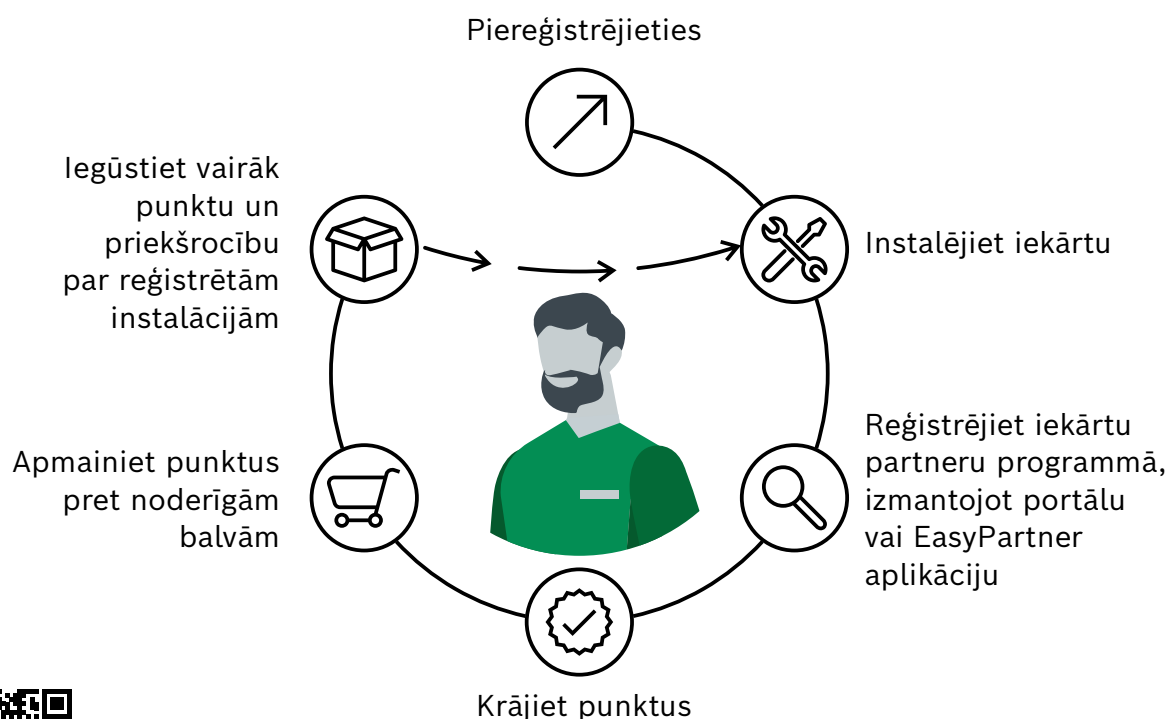 Piereģistrējieties
Instalējiet iekārtu
Reģistrējiet iekārtu
partneru programmā,
izmantojot portālu
vai EasyPartner
aplikāciju
Krājiet punktus
Apmainiet punktus
pret noderīgām
balvām
Iegūstiet vairāk
punktu un
priekšrocību
par reģistrētām
instalācijām